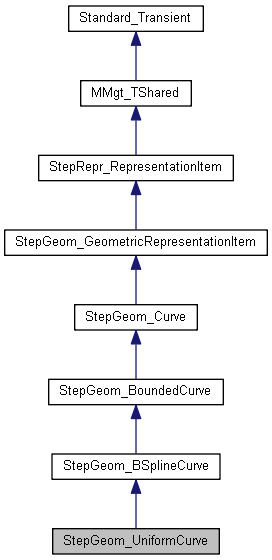 Standard_Transient
MMgt_TShared
StepRepr_RepresentationItem
StepGeom_GeometricRepresentationItem
StepGeom_Curve
StepGeom_BoundedCurve
StepGeom_BSplineCurve
StepGeom_UniformCurve